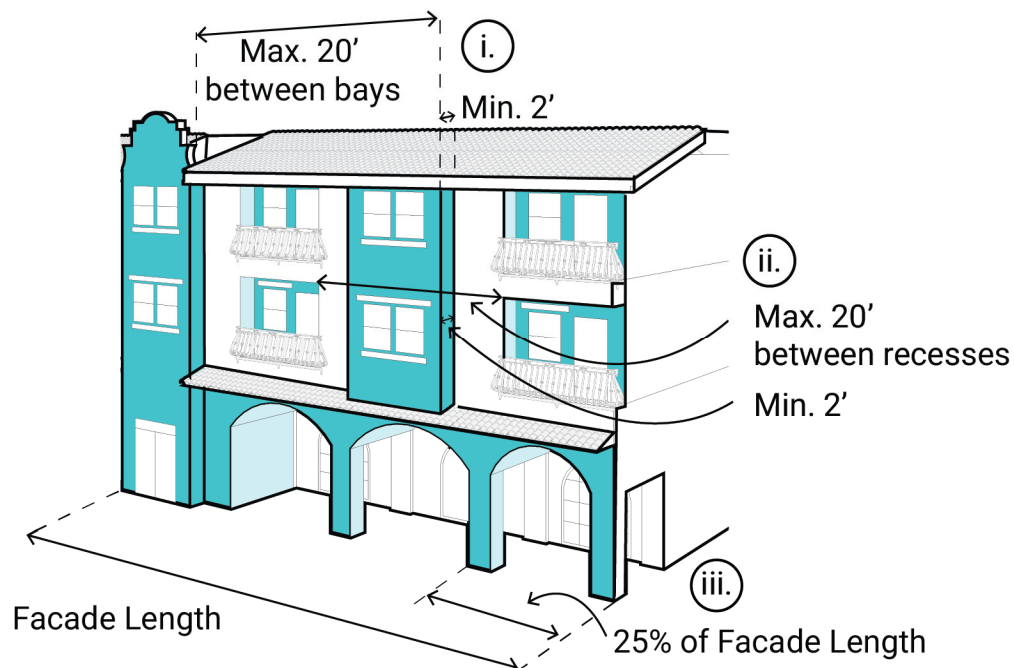 Max. 20’
between bays
i.
Min. 2’
ii.
Max. 20’
between recesses
Min. 2’
iii.
Facade Length
25% of Facade Length